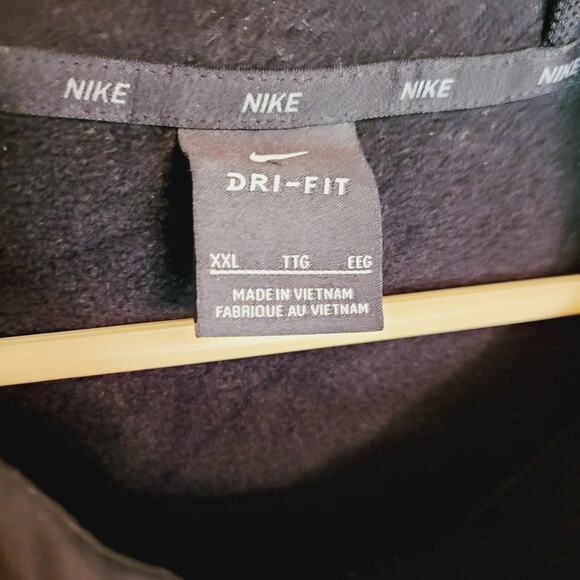 NIKE NIKE NIKE NIKE
DRI-FIT
XXL TTG EEG
MADE IN VIETNAM
FABRIQUE AU VIETNAM